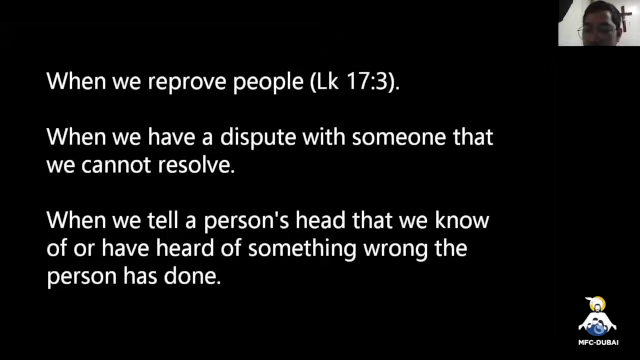 When we reprove people (Lk 17:3).
When we have a dispute with someone that
we cannot resolve.
When we tell a person's head that we know
of or have heard of something wrong the
person has done.
MFC-DUBAI